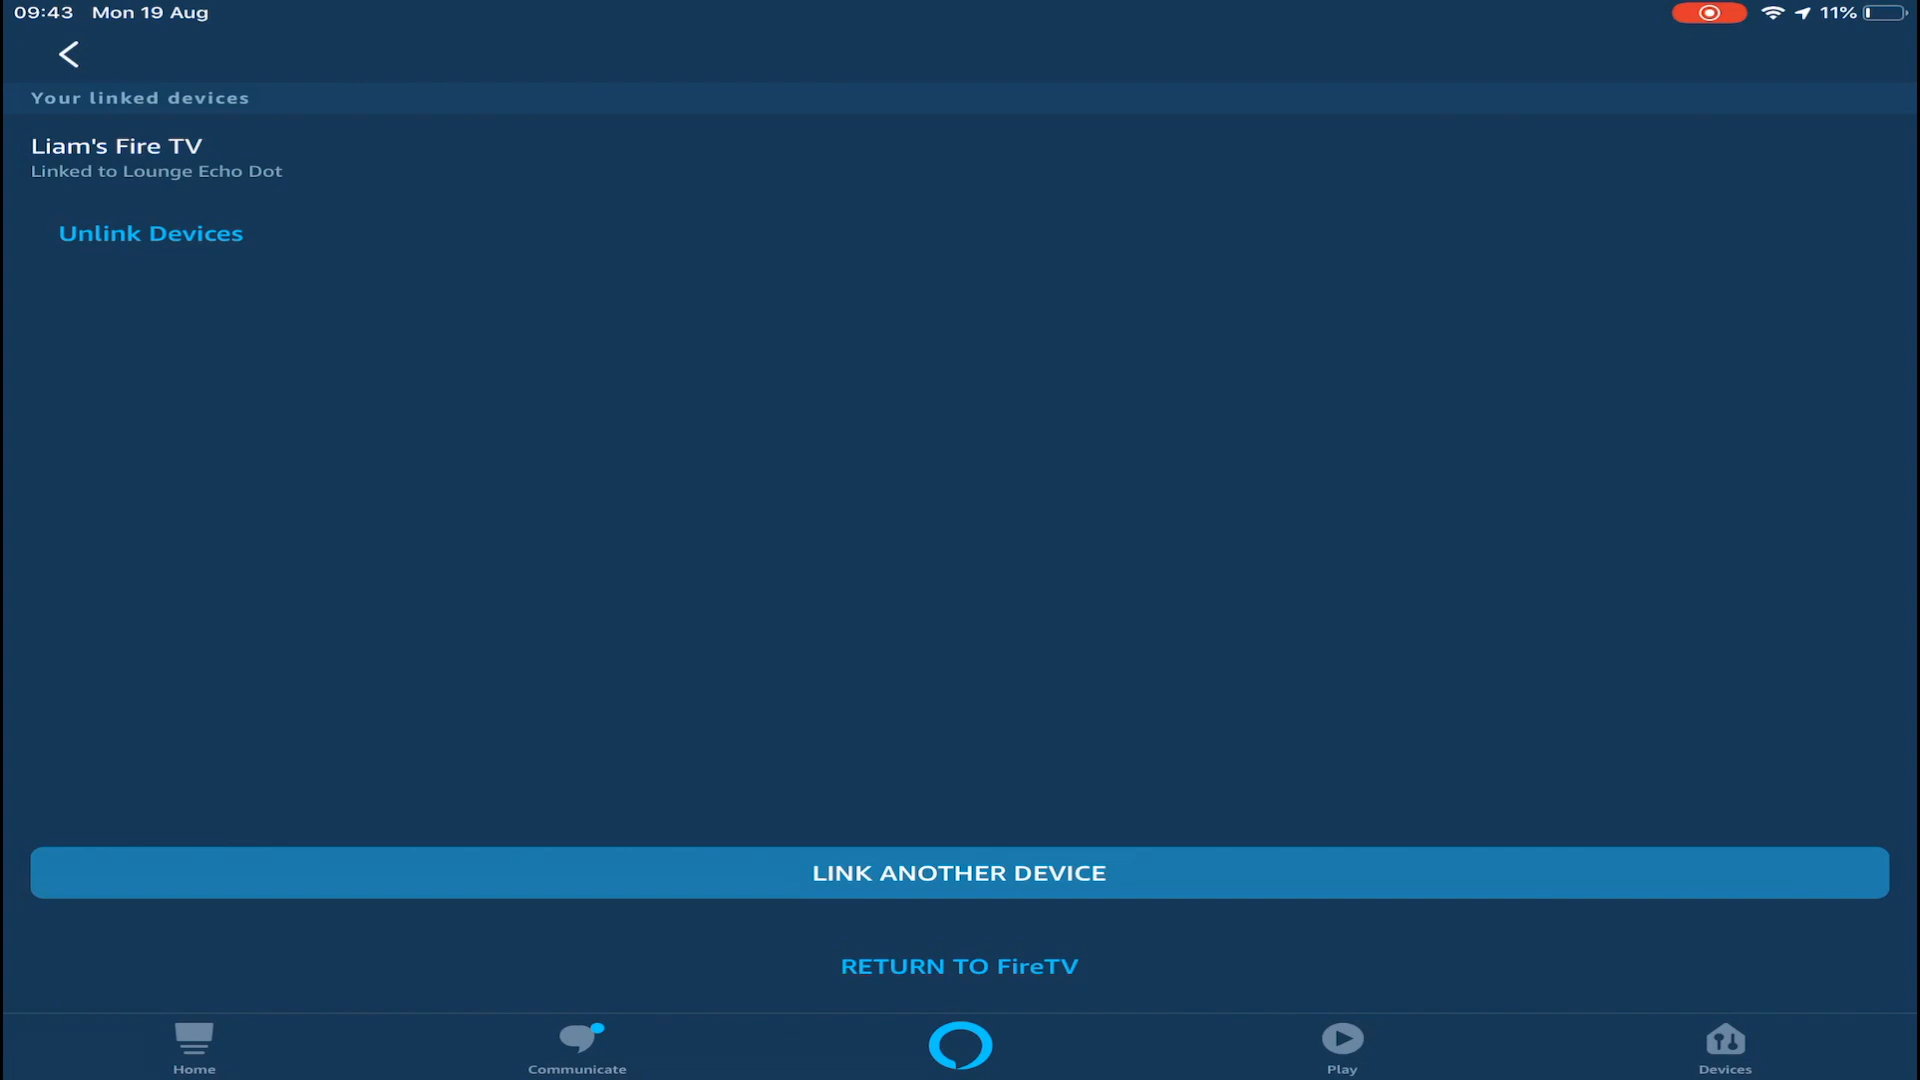 09:43 Mon 19 Aug
11%
Your linked devices
Liam's Fire TV
Linked to Lounge Echo Dot
Unlink Devices
LINK ANOTHER DEVICE
RETURN TO FireTV
Home Communicate Play Devices